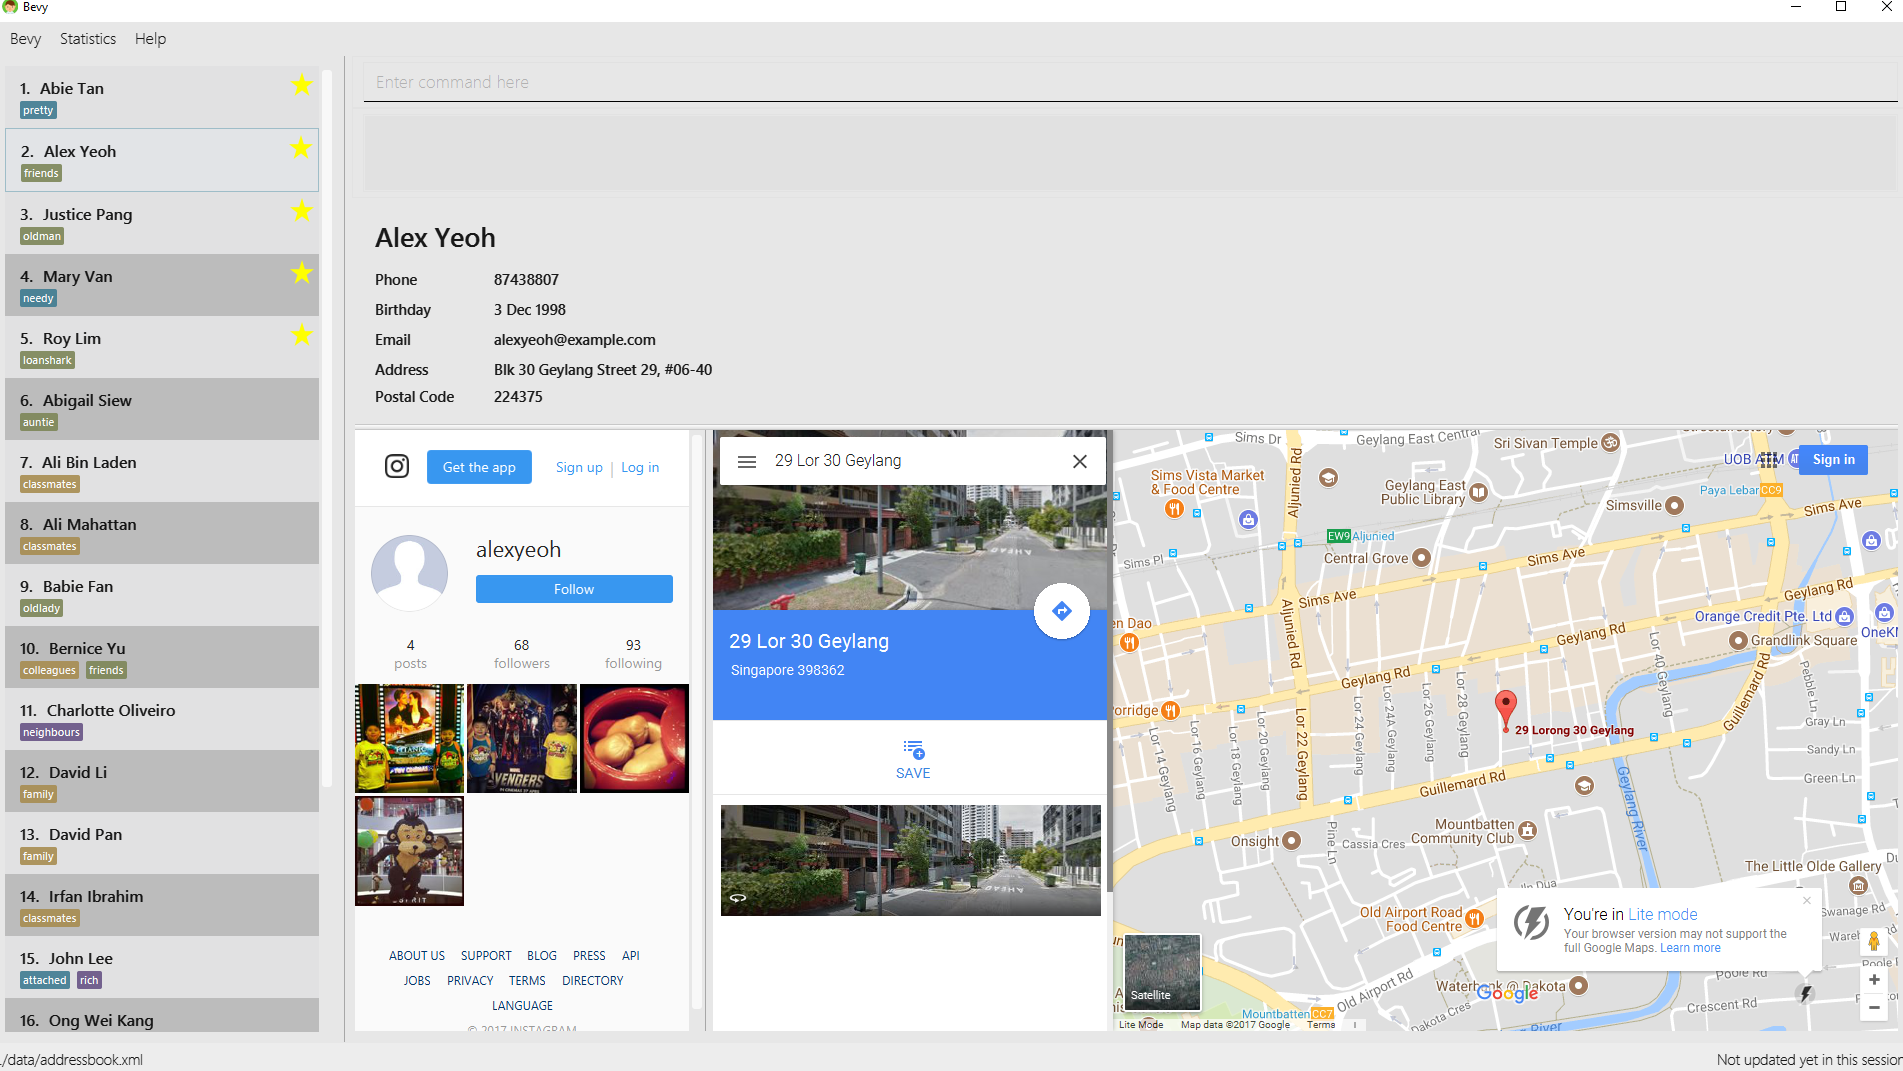 Bevy
Bevy Statistics Help
1. Abie Tan
pretty
2. Alex Yeoh
friends
3. Justice Pang
oldman
4. Mary Van
needy
5. Roy Lim
loanshark
6. Abigail Siew
auntie
7. Ali Bin Laden
classmates
8. Ali Mahattan
classmates
9. Babie Fan
oldlady
10. Bernice Yu
colleagues friends
11. Charlotte Oliveiro
neighbours
12. David Li
family
13. David Pan
family
14. Irfan Ibrahim
classmates
15. John Lee
attached rich
16. Ong Wei Kang
Enter command here
Alex Yeoh
Phone 87438807
Birthday 3 Dec 1998
Email alexyeoh@example.com
Address Blk 30 Geylang Street 29, #06-40
Postal Code 224375
Get the app Sign up | Log in
alexyeoh
Follow
4 68 93
posts followers following
ABOUT US SUPPORT BLOG PRESS API
JOBS PRIVACY TERMS DIRECTORY
LANGUAGE
© 2017 INSTAGRAM
29 Lor 30 Geylang
29 Lor 30 Geylang
Singapore 398362
SAVE
AHEAD
Sims Dr
Geylang East Central
Sri Sivan Temple
UOB ATM
Sign in
Sims Vista Market
& Food Centre
Geylang East
Public Library
Paya Lebar CC9
Simsville
Sims Ave
Aljunied Rd
EW9 Aljunied
Central Grove
Sims Pl
Sims Ave
Sims Ave
Geylang Rd
Orange Credit Pte. Ltd
OneKM
Grandlink Square
en Dao
Aljunied Rd
Geylang Rd
Lor 40 Geylang
Guillemard Rd
Pebble Ln
Geylang Rd
orridge
Lor 14 Geylang
Lor 16 Geylang
Lor 18 Geylang
Lor 20 Geylang
Lor 22 Geylang
Lor 24 Geylang
Lor 24A Geylang
Lor 26 Geylang
Lor 28 Geylang
29 Lorong 30 Geylang
Gray Ln
Sandy Ln
Green Ln
Guillemard Rd
Geylang River
Mountbatten
Community Club
Onsight
Pine Ln
Cassia Cres
The Little Olde Gallery
Old Airport Road
Food Centre
You're in Lite mode
Your browser version may not support the
full Google Maps. Learn more
Swanage Rd
Poole Rd
Old Airport Rd
Dakota Cres
Google
Crescent Rd
Satellite
Mountbatten CC7
Lite Mode Map data ©2017 Google Terms
./data/addressbook.xml
Not updated yet in this session